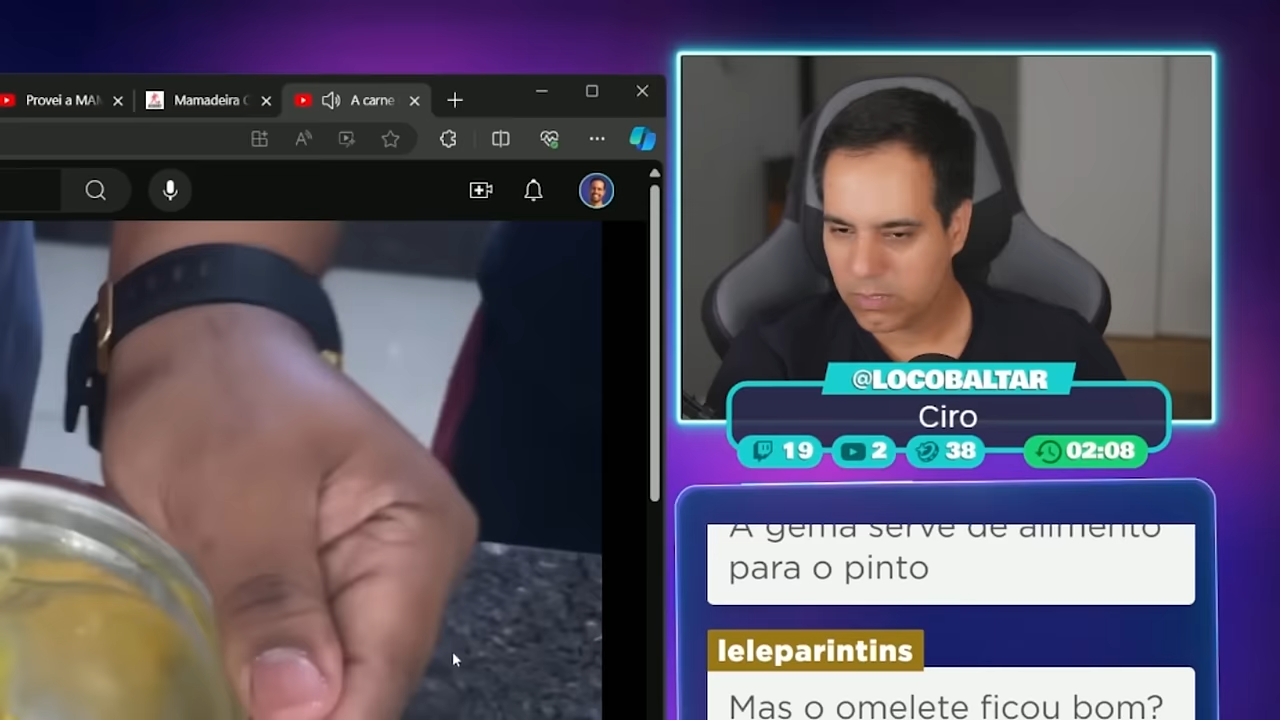 Provei a MAM
Mamadeira
A carne
@LOCOBALTAR
Ciro
19
2
38
02:08
A gema serve de alimento
para o pinto
leleparintins
Mas o omelete ficou bom?